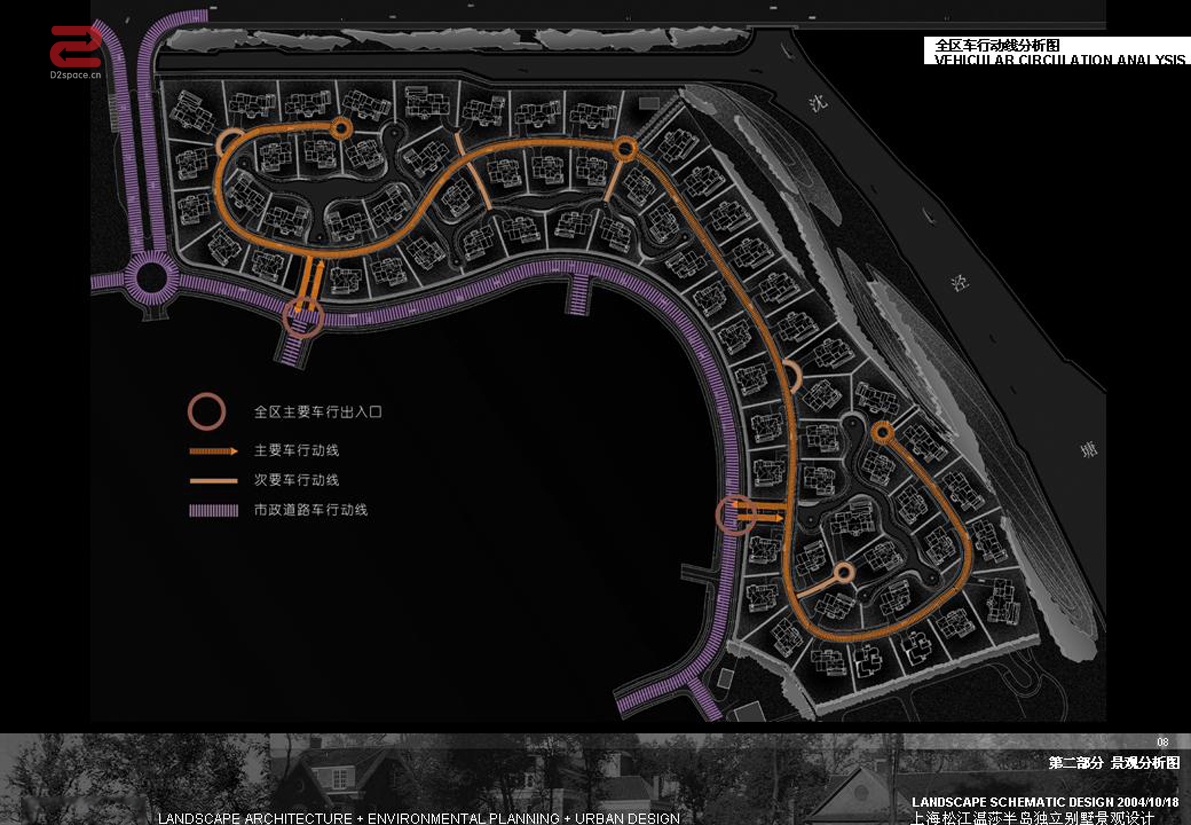 D2space.cn
全区车行动线分析图
VEHICULAR CIRCULATION ANALYSIS
沈
泾
塘
全区主要车行出入口
主要车行动线
次要车行动线
市政道路车行动线
08
第二部分 景观分析图
LANDSCAPE SCHEMATIC DESIGN 2004/10/18
LANDSCAPE ARCHITECTURE + ENVIRONMENTAL PLANNING + URBAN DESIGN
上海松江温莎半岛独立别墅景观设计